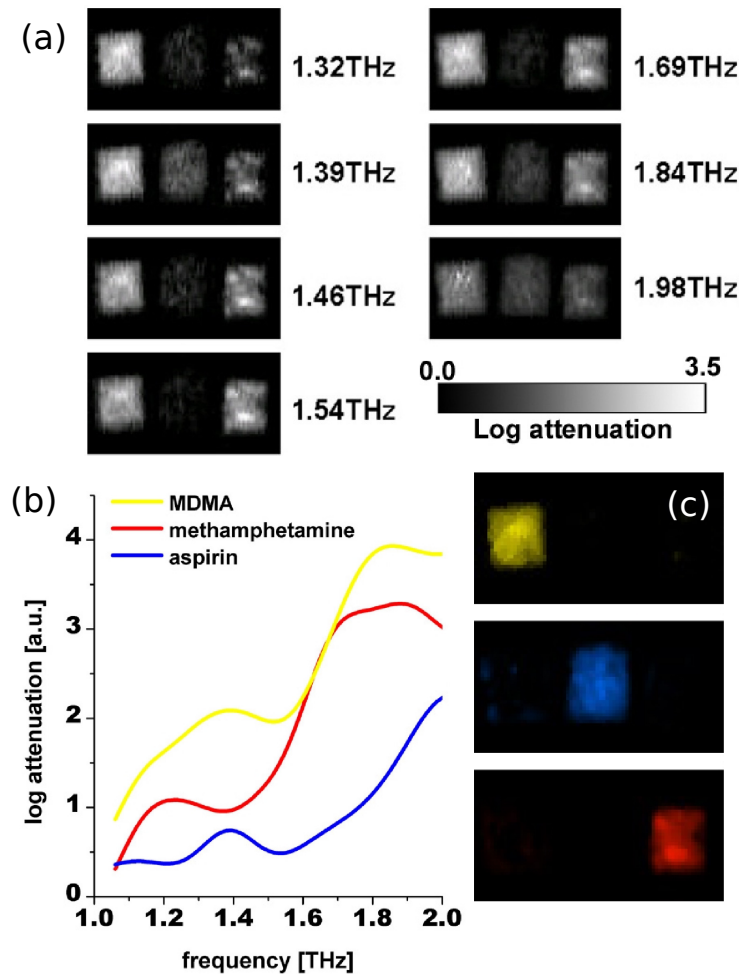 (a)
1.32THz
1.69THz
1.39THz
1.84THz
1.46THz
1.98THz
1.54THz
0.0 3.5
Log attenuation
(b)
MDMA
methamphetamine
aspirin
log attenuation [a.u.]
4
3
2
1
0
1.0 1.2 1.4 1.6 1.8 2.0
frequency [THz]
(c)